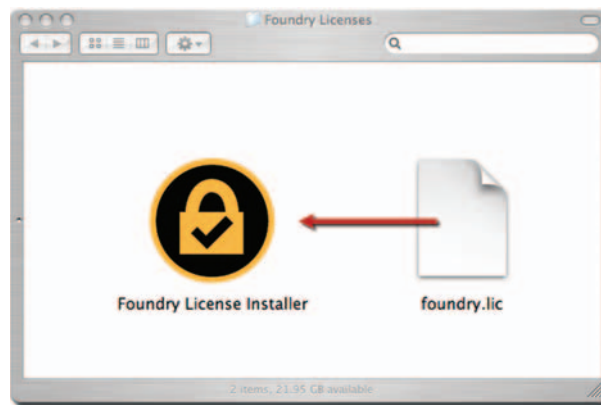 Foundry Licenses
Foundry License Installer
foundry.lic
2 items, 21.95 GB available